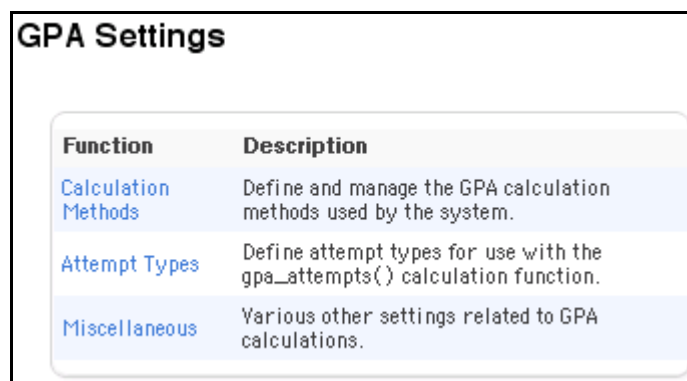 GPA Settings
Function Description
Calculation Methods Define and manage the GPA calculation
methods used by the system.
Attempt Types Define attempt types for use with the
gpa_attempts() calculation function.
Miscellaneous Various other settings related to GPA
calculations.